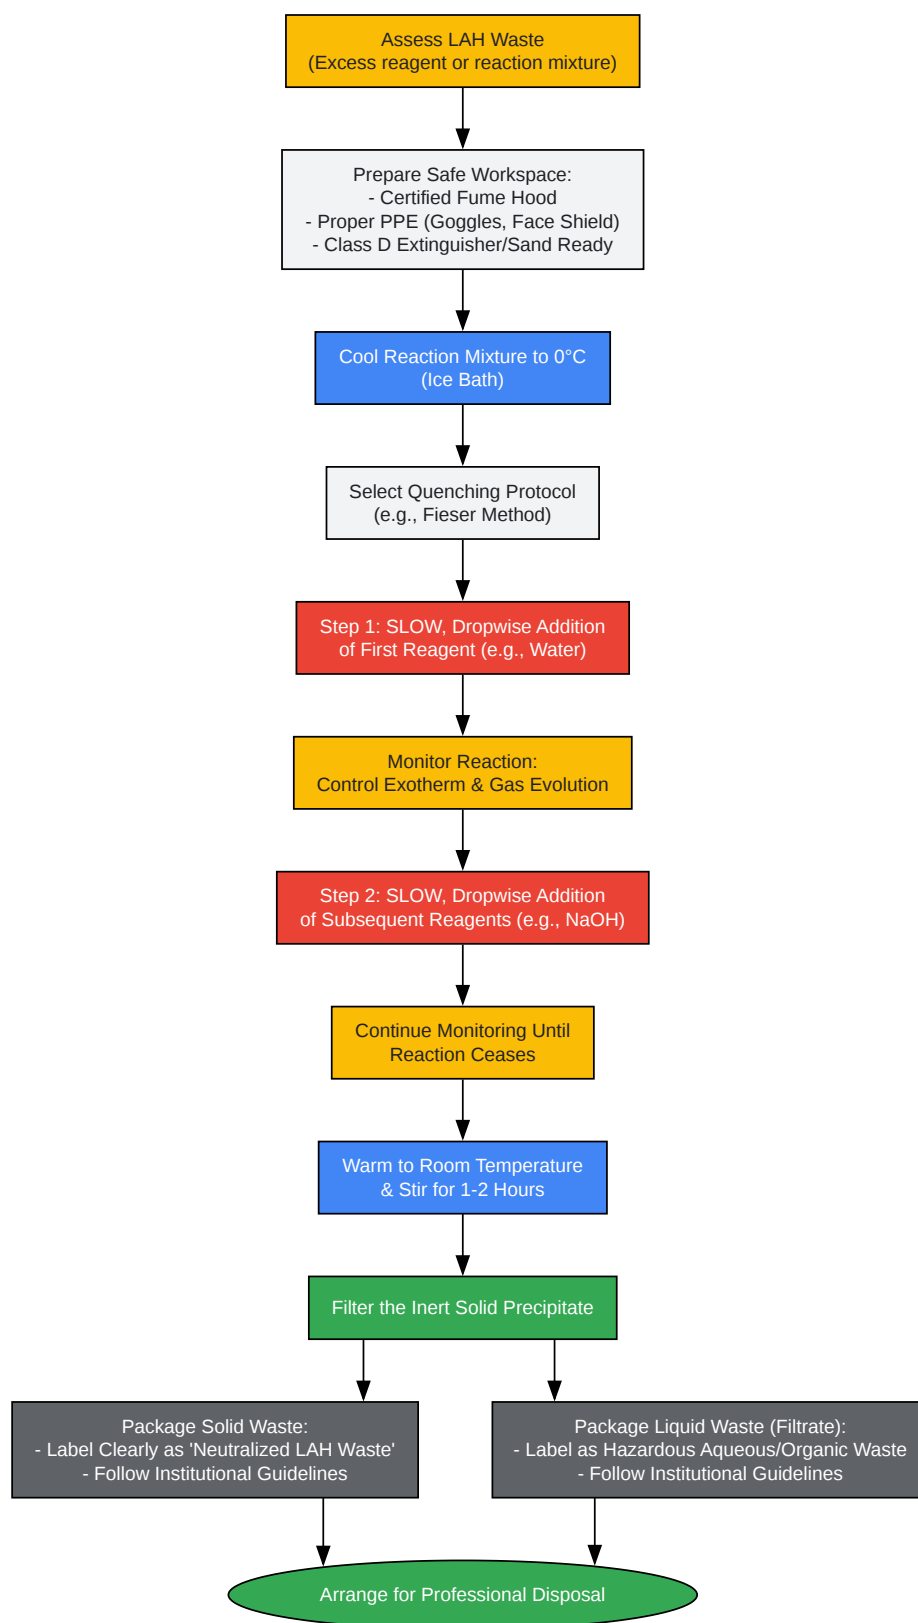 Assess LAH Waste
(Excess reagent or reaction mixture)
Prepare Safe Workspace:
- Certified Fume Hood
- Proper PPE (Goggles, Face Shield)
- Class D Extinguisher/Sand Ready
Cool Reaction Mixture to 0°C
(Ice Bath)
Select Quenching Protocol
(e.g., Fieser Method)
Step 1: SLOW, Dropwise Addition
of First Reagent (e.g., Water)
Monitor Reaction:
Control Exotherm & Gas Evolution
Step 2: SLOW, Dropwise Addition
of Subsequent Reagents (e.g., NaOH)
Continue Monitoring Until
Reaction Ceases
Warm to Room Temperature
& Stir for 1-2 Hours
Filter the Inert Solid Precipitate
Package Solid Waste:
- Label Clearly as 'Neutralized LAH Waste'
- Follow Institutional Guidelines
Package Liquid Waste (Filtrate):
- Label as Hazardous Aqueous/Organic Waste
- Follow Institutional Guidelines
Arrange for Professional Disposal